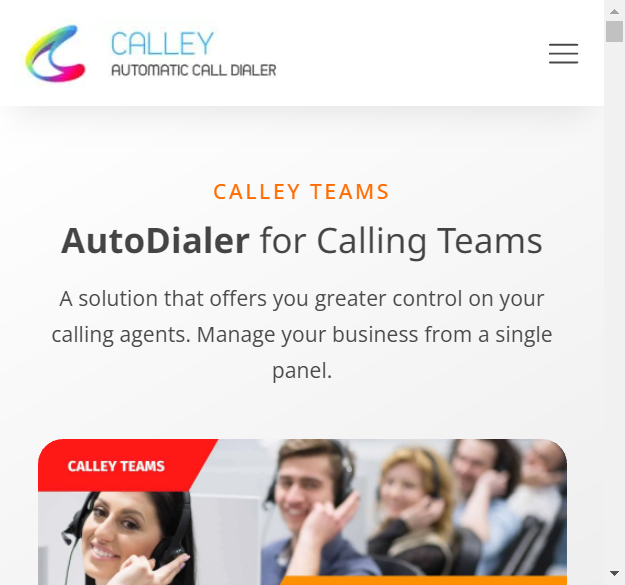 CALLEY
AUTOMATIC CALL DIALER
CALLEY TEAMS
AutoDialer for Calling Teams
A solution that offers you greater control on your
calling agents. Manage your business from a single
panel.
CALLEY TEAMS